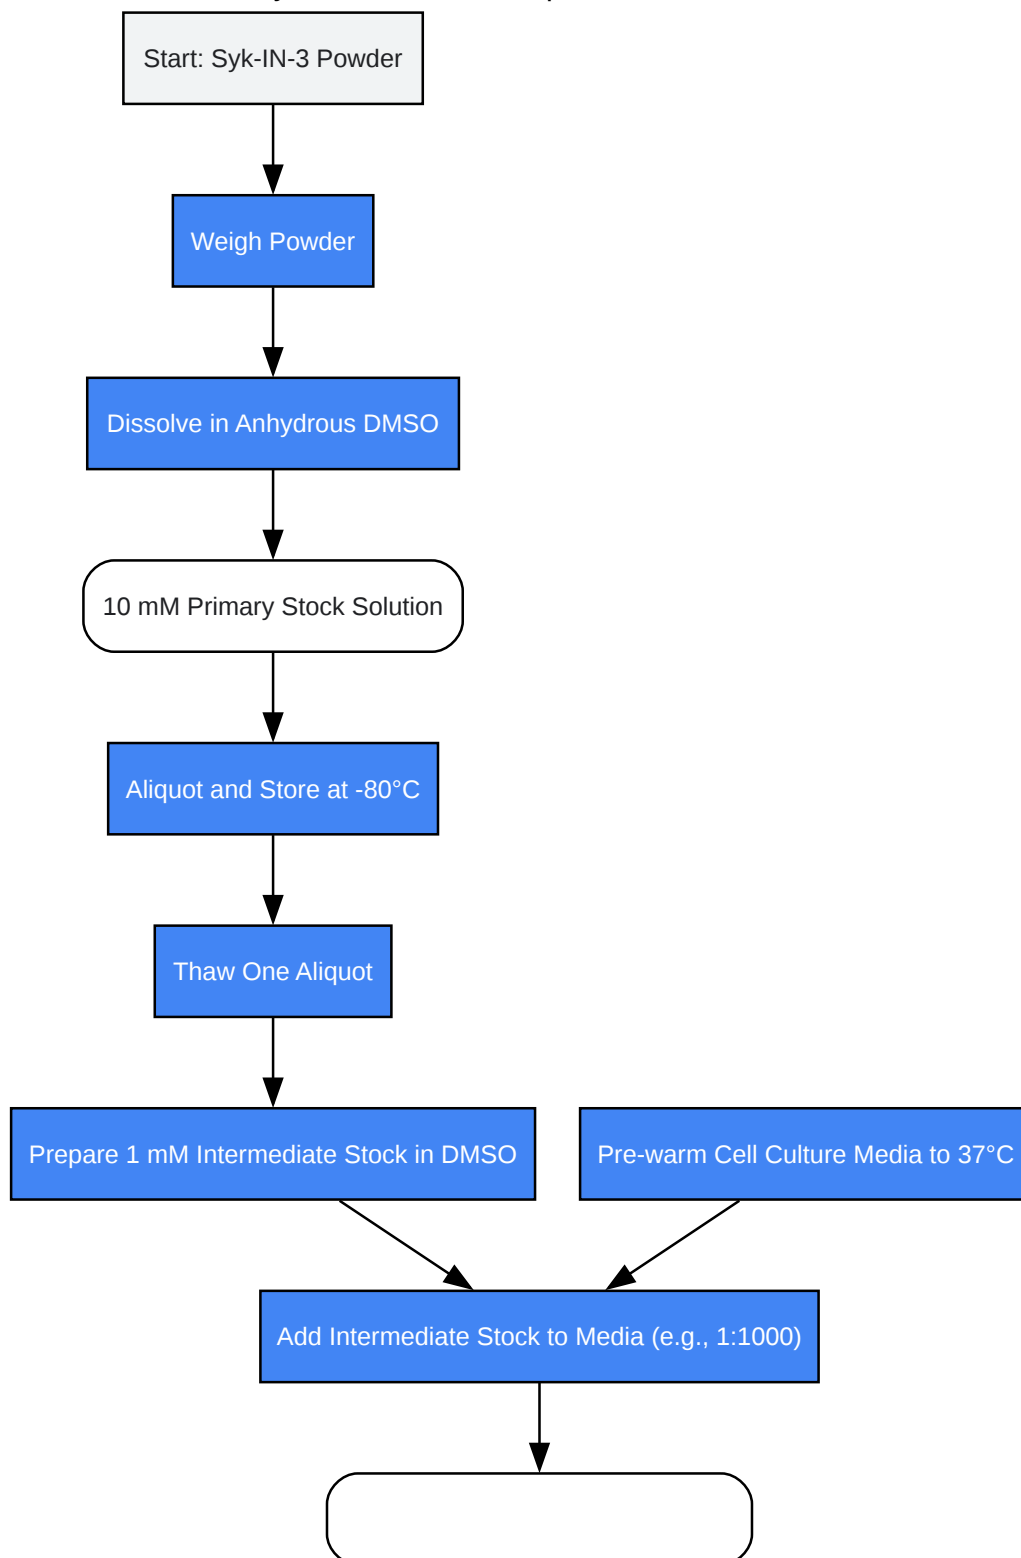 Start: Syk-IN-3 Powder
Weigh Powder
Dissolve in Anhydrous DMSO
10 mM Primary Stock Solution
Aliquot and Store at -80°C
Thaw One Aliquot
Prepare 1 mM Intermediate Stock in DMSO
Pre-warm Cell Culture Media to 37°C
Add Intermediate Stock to Media (e.g., 1:1000)